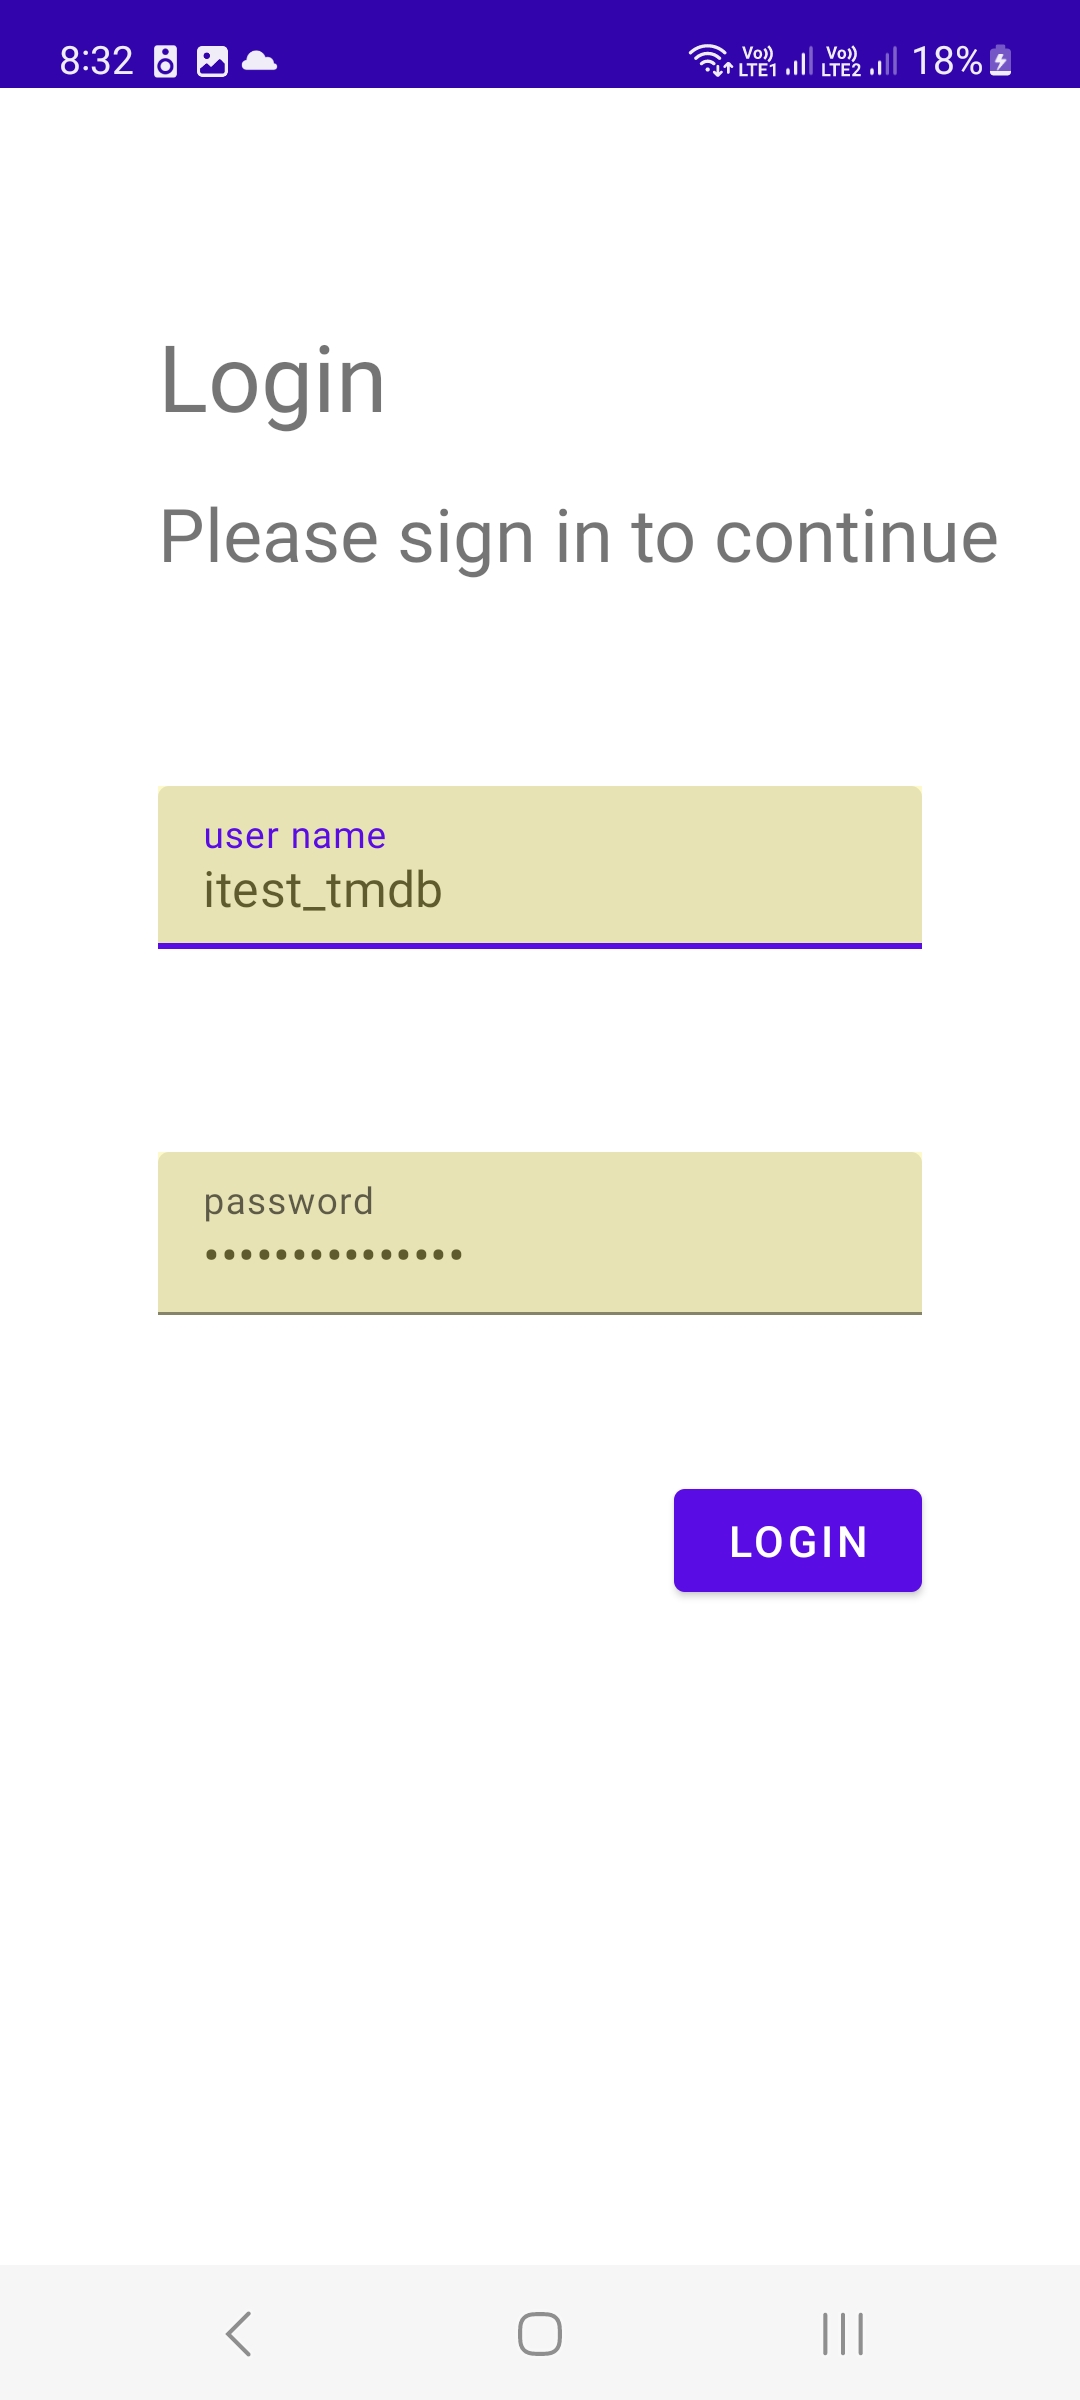 8:32 Vo)) LTE1 Vo)) LTE2 18%
Login
Please sign in to continue
user name
itest_tmdb
password
•••••••••••••••
LOGIN